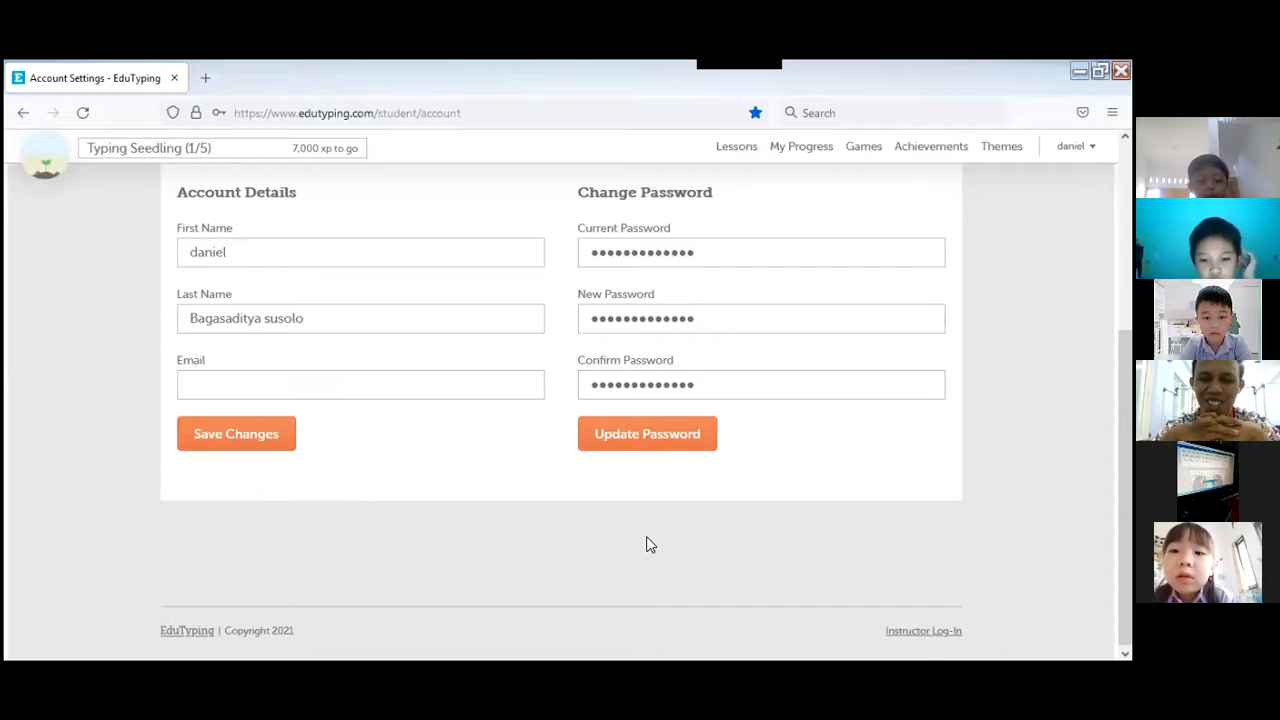 Account Settings - EduTyping
https://www.edutyping.com/student/account
Search
Typing Seedling (1/5) 7,000 xp to go
Lessons My Progress Games Achievements Themes daniel
Account Details
First Name
daniel
Last Name
Bagasaditya susolo
Email
Save Changes
Change Password
Current Password
New Password
Confirm Password
Update Password
EduTyping | Copyright 2021
Instructor Log-In